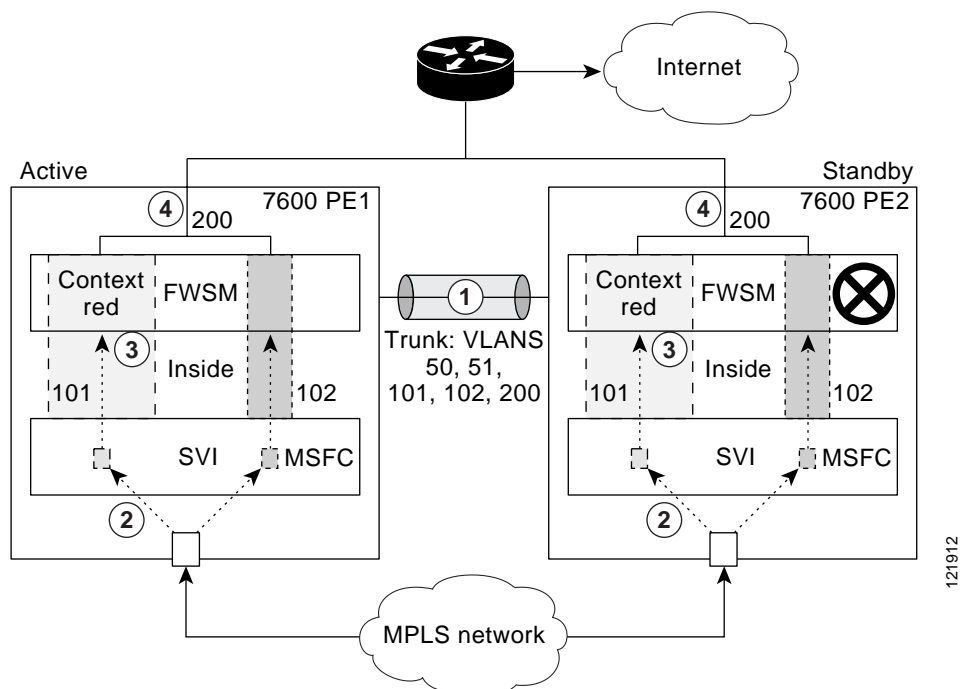 Internet
Active
Standby
7600 PE1
7600 PE2
4
200
4
200
Context
red
FWSM
1
Context
red
FWSM
3
Trunk: VLANS
50, 51,
101, 102, 200
3
101
Inside
102
101
Inside
102
SVI
MSFC
SVI
MSFC
2
2
MPLS network
121912